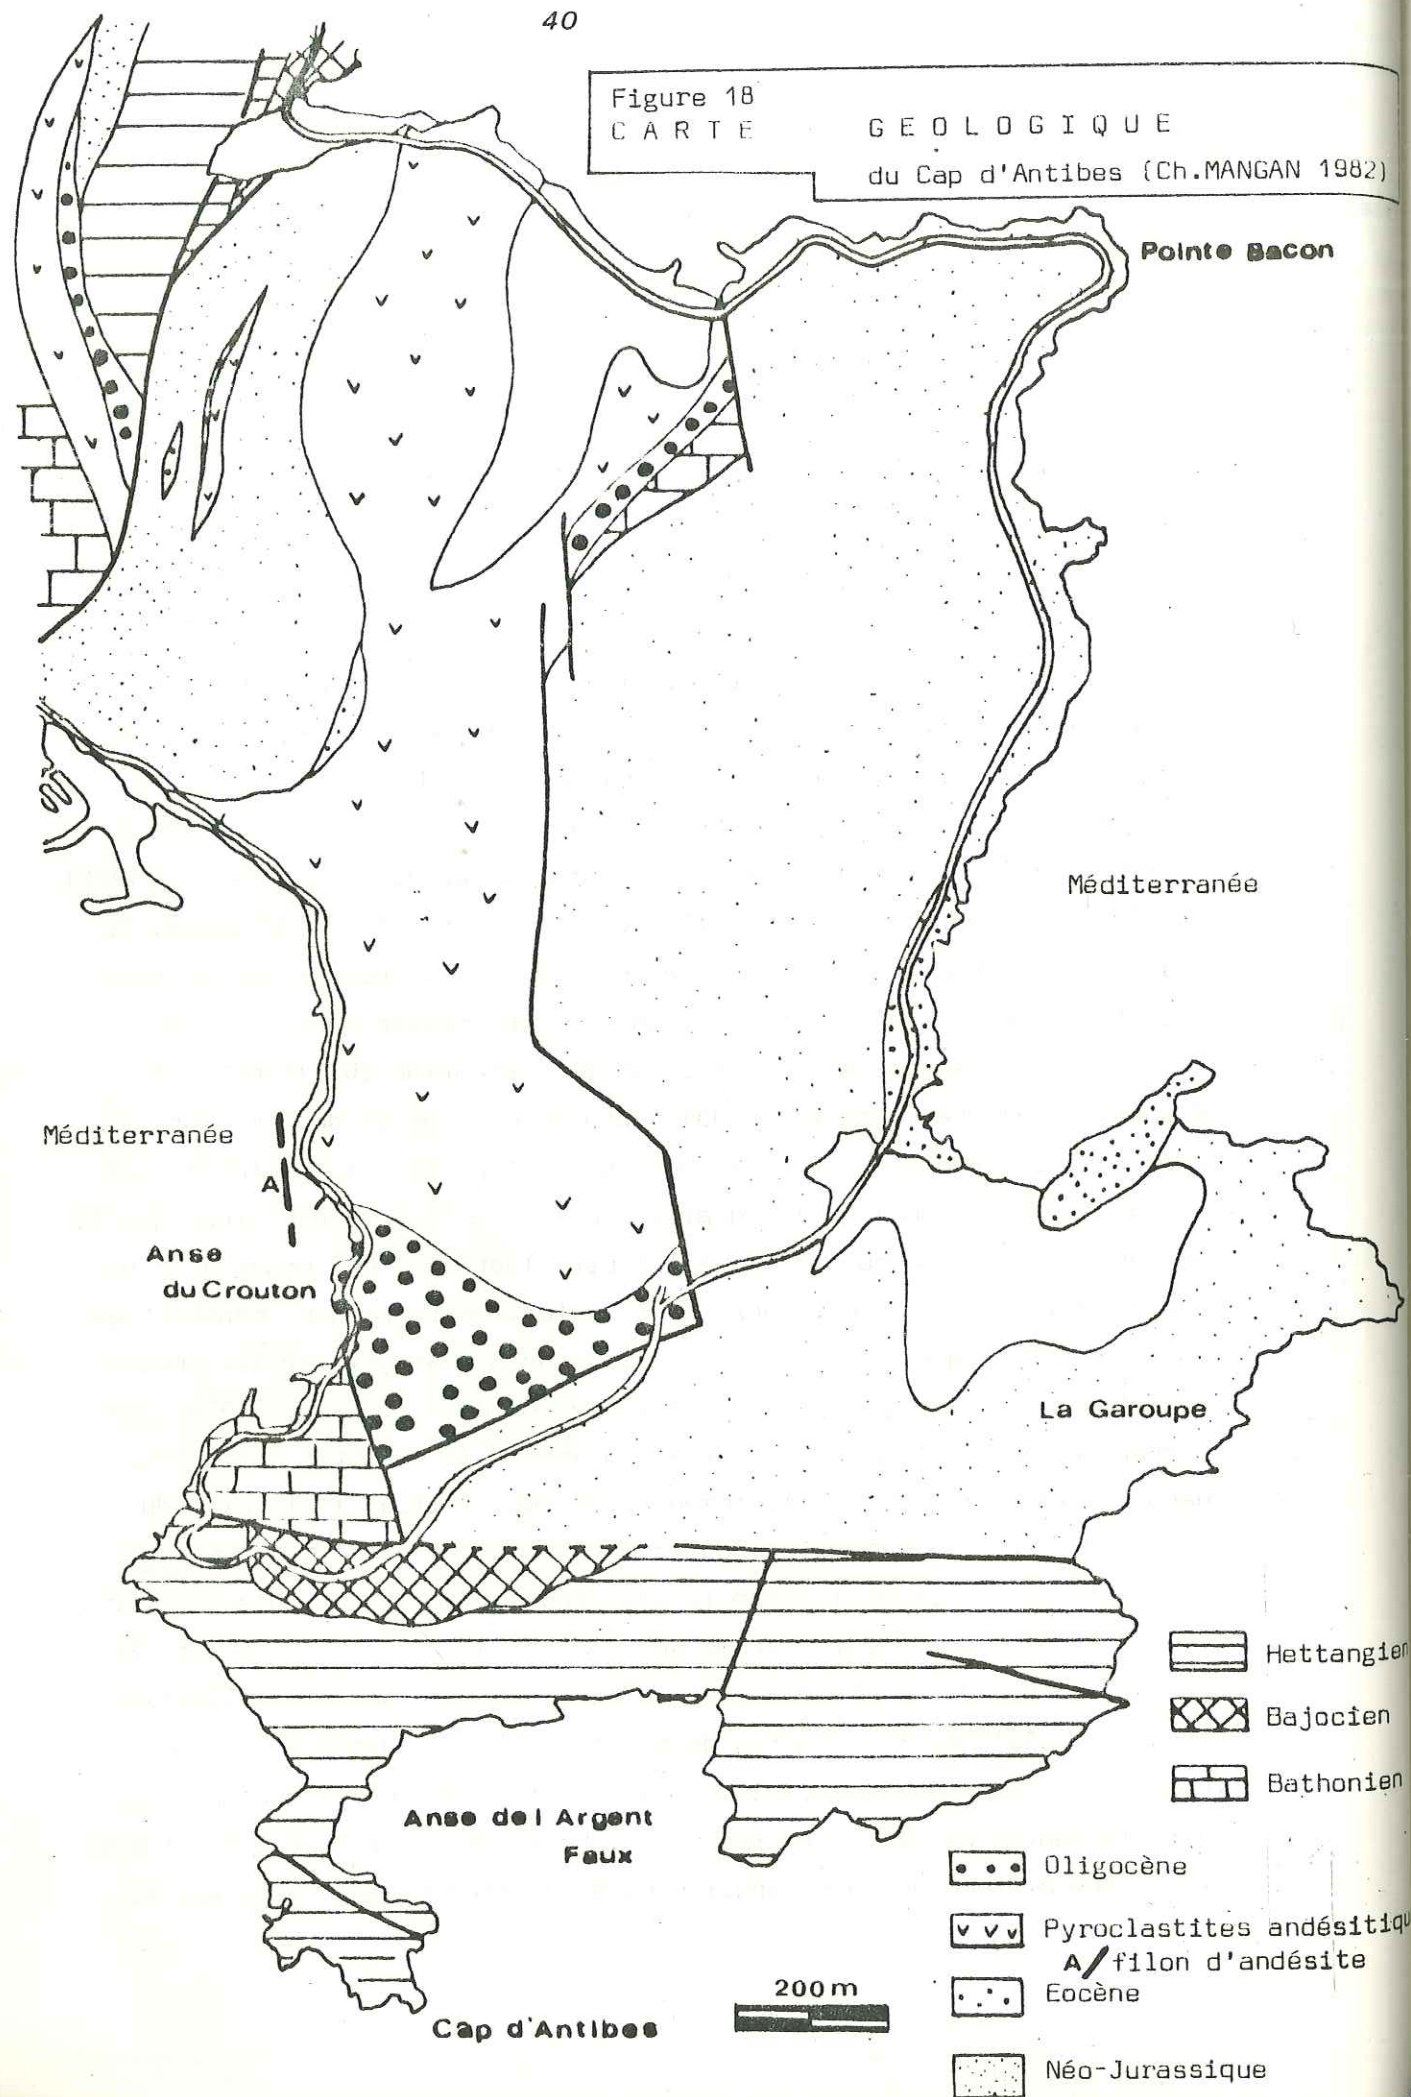 40
Figure 18
CARTE GEOLOGIQUE
du Cap d'Antibes (Ch.MANGAN 1982)
Pointe Bacon
Méditerranée
Méditerranée
A
Anse
du Crouton
La Garoupe
Hettangien
Bajocien
Bathonien
Anse de l Argent
Faux
Oligocène
Pyroclastites andésitiqu
A/filon d'andésite
200m
Eocène
Cap d'Antibes
Néo-Jurassique